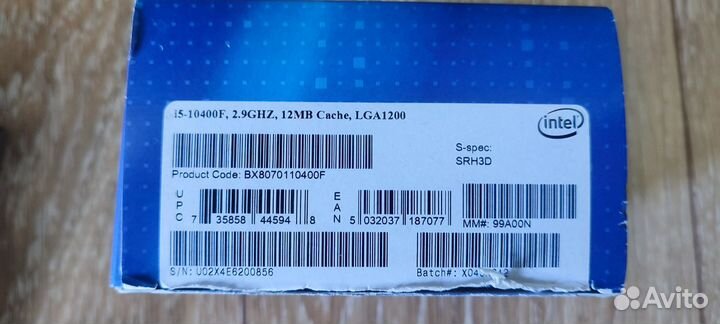 i5-10400F, 2.9GHZ, 12MB Cache, LGA1200
intel
S-spec:
SRH3D
Product Code: BX8070110400F
UPC 7 35858 44594 8
EAN 5 032037 187077
MM#: 99A00N
S/N: U02X4E6200856
Batch#:
Avito